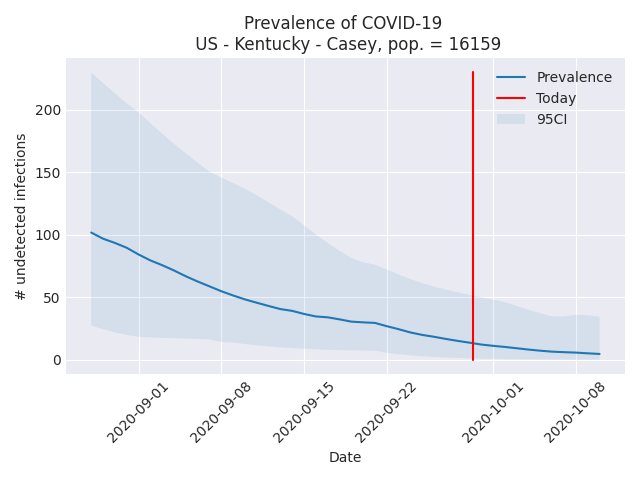 Prevalence of COVID-19
US - Kentucky - Casey, pop. = 16159
Prevalence
Today
95CI
# undetected infections
200
150
100
50
0
2020-09-01
2020-09-08
2020-09-15
2020-09-22
2020-10-01
2020-10-08
Date